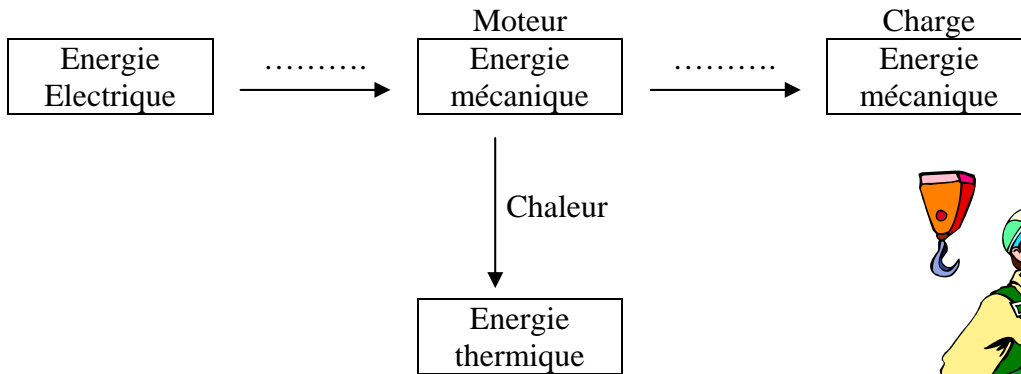 Moteur
Charge
Energie
Electrique
……….
Energie
mécanique
……….
Energie
mécanique
Chaleur
Energie
thermique